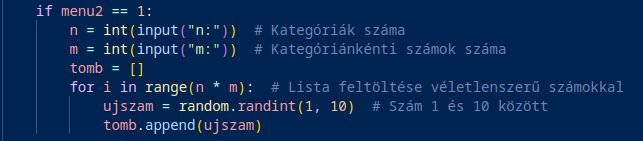 if menu2 == 1:
n = int(input("n:"))  # Kategóriák száma
m = int(input("m:"))  # Kategóriánkénti számok száma
tomb = []
for i in range(n * m):  # Lista feltöltése véletlenszerű számokkal
ujszam = random.randint(1, 10)  # Szám 1 és 10 között
tomb.append(ujszam)